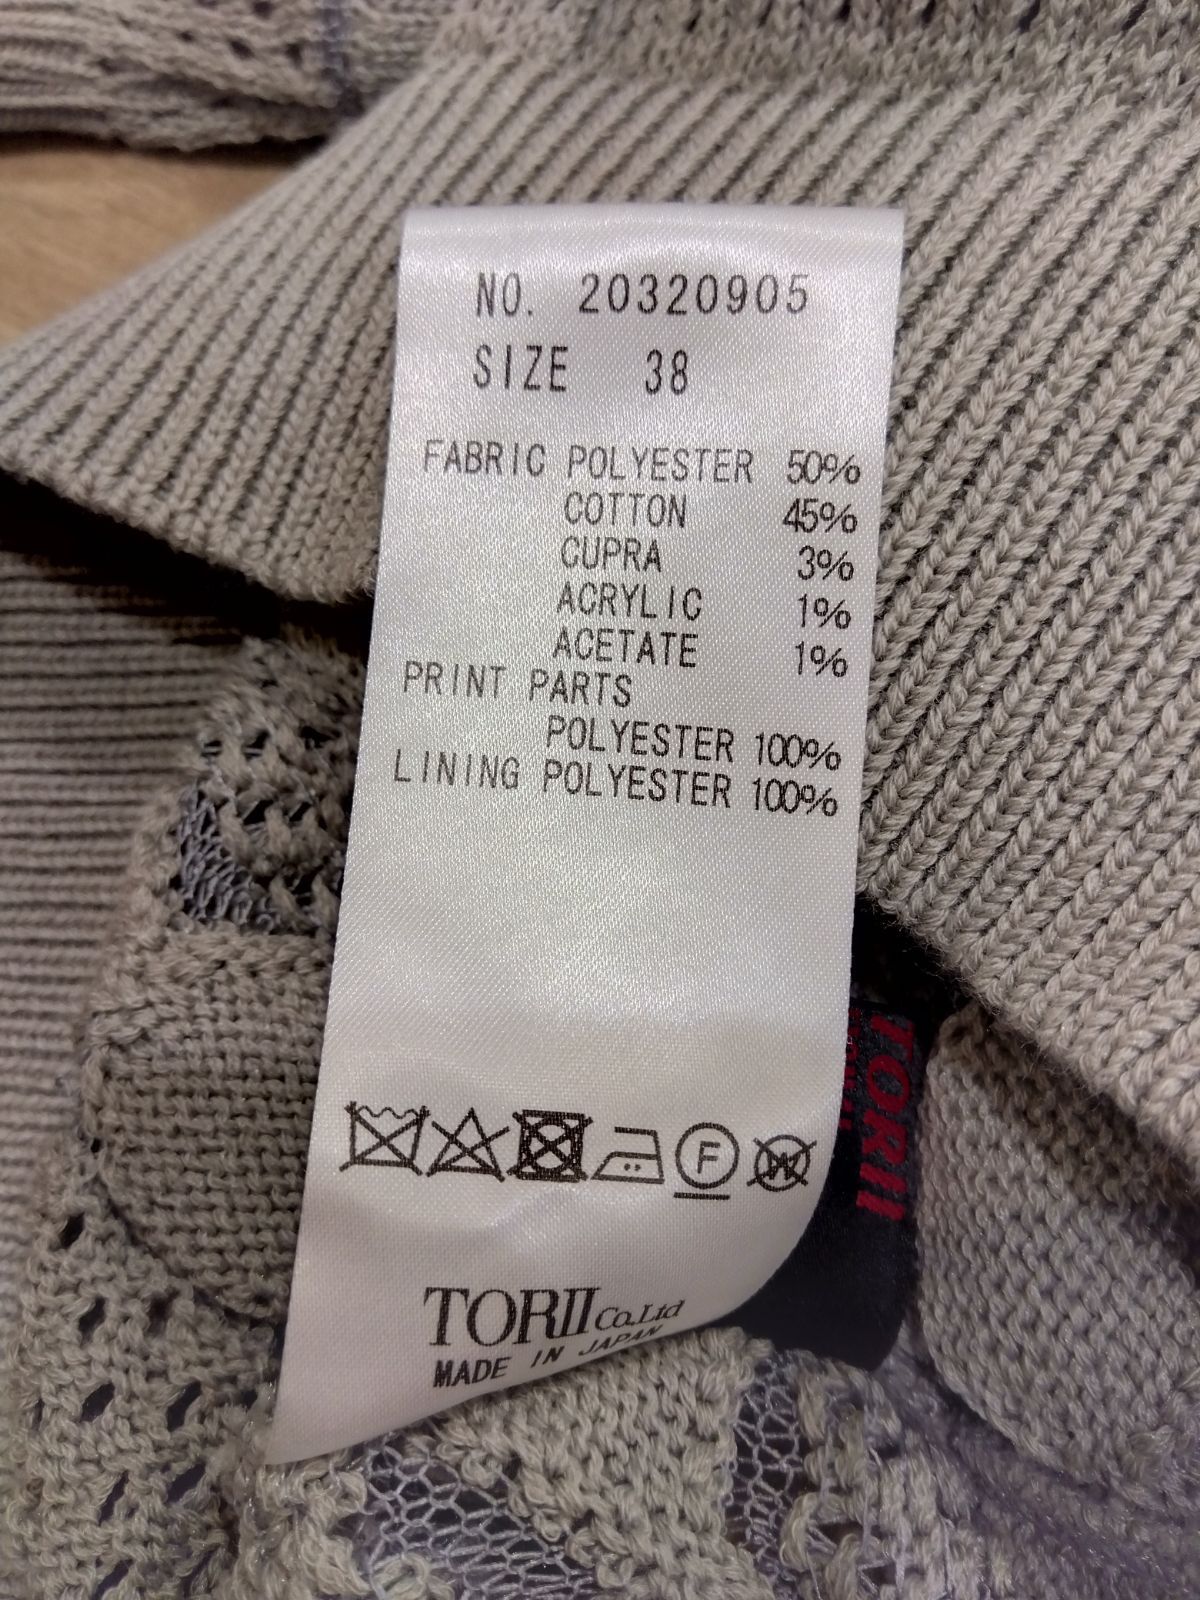 NO. 20320905
SIZE 38
FABRIC POLYESTER 50%
COTTON 45%
CUPRA 3%
ACRYLIC 1%
ACETATE 1%
PRINT PARTS
POLYESTER 100%
LINING POLYESTER 100%
F W
TORII Co.Ltd
MADE IN JAPAN
TORII